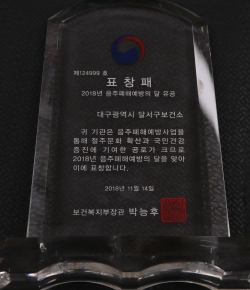 제124999 호
표 창 패
2018년 음주폐해예방의 달 유공
대구광역시 달서구보건소
귀 기관은 음주폐해예방사업을
통해 절주문화 확산과 국민건강
증진에 기여한 공로가 크므로
2018년 음주폐해예방의 달을 맞아
이에 표창합니다.
2018년 11월 14일
보건복지부장관 박능후